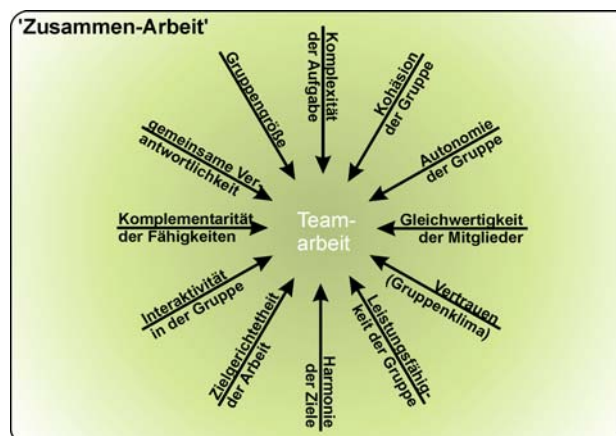 'Zusammen-Arbeit'
Komplexität
der Aufgabe
Kohäsion
der Gruppe
Autonomie
der Gruppe
Gleichwertigkeit
der Mitglieder
Vertrauen
(Gruppenklima)
Leistungsfähig-
keit der Gruppe
Harmonie
der Ziele
Zielgerichtetheit
der Arbeit
Interaktivität
in der Gruppe
Komplementarität
der Fähigkeiten
gemeinsame Ver-
antwortlichkeit
Gruppengröße
Team-
arbeit